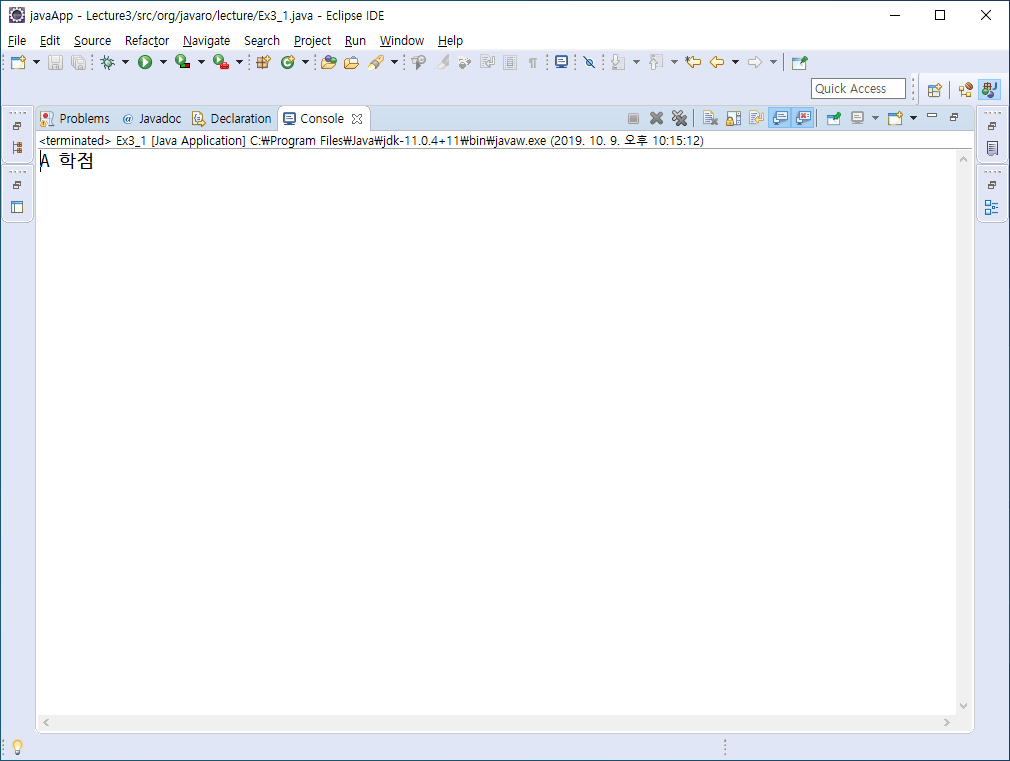 javaApp - Lecture3/src/org/javaro/lecture/Ex3_1.java - Eclipse IDE
File Edit Source Refactor Navigate Search Project Run Window Help
Quick Access
Problems @ Javadoc Declaration Console
<terminated> Ex3_1 [Java Application] C:₩Program Files₩Java₩jdk-11.0.4+11₩bin₩javaw.exe (2019. 10. 9. 오후 10:15:12)
A 학점